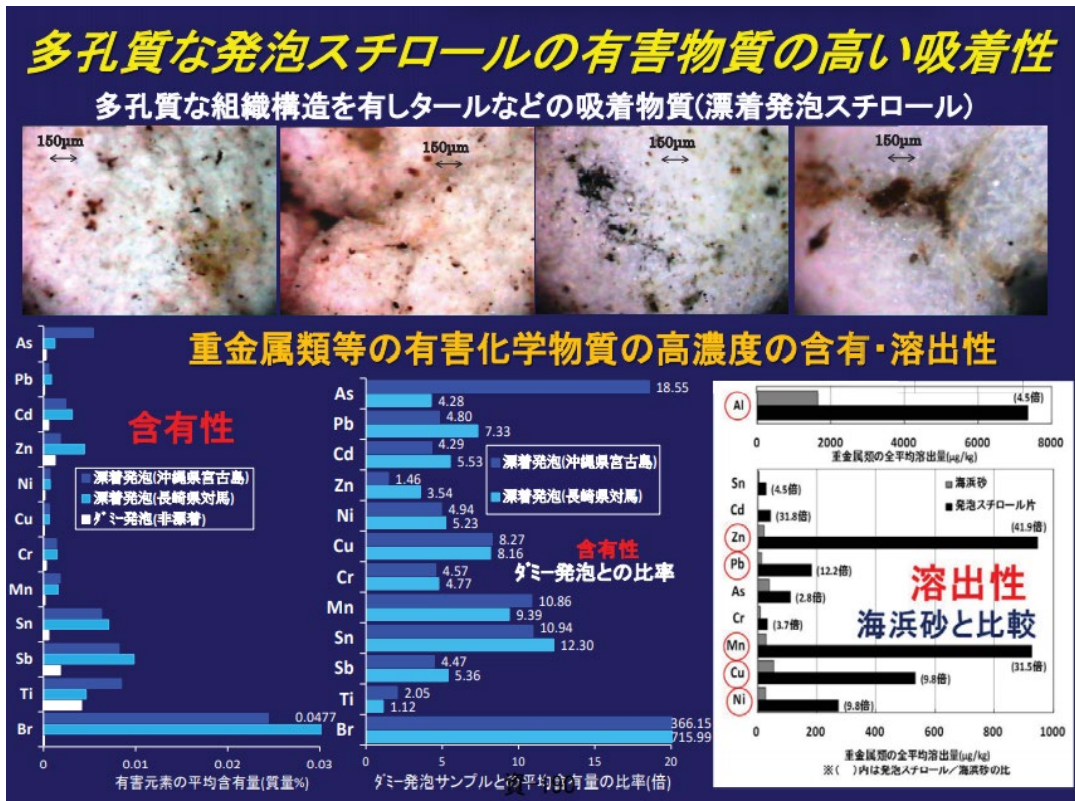 多孔質な発泡スチロールの有害物質の高い吸着性
多孔質な組織構造を有しタールなどの吸着物質(漂着発泡スチロール)
150μm
150μm
150μm
150μm
重金属類等の有害化学物質の高濃度の含有・溶出性
As
Pb
Cd
Zn
Ni
Cu
Cr
Mn
Sn
Sb
Ti
Br
含有性
漂着発泡(沖縄県宮古島)
漂着発泡(長崎県対馬)
ダミー発泡(非漂着)
0.0477
0
0.01
0.02
0.03
有害元素の平均含有量(質量%)
As
18.55
4.28
Pb
4.80
7.33
Cd
4.29
5.53
Zn
1.46
3.54
Ni
4.94
5.23
Cu
8.27
8.16
Cr
4.57
4.77
Mn
10.86
9.39
Sn
10.94
12.30
Sb
4.47
5.36
Ti
2.05
1.12
Br
366.15
715.99
漂着発泡(沖縄県宮古島)
漂着発泡(長崎県対馬)
含有性
ダミー発泡との比率
0
5
10
15
20
ダミー発泡サンプルとの平均含有量の比率(倍)
Al
(4.5倍)
0
2000
4000
6000
8000
重金属類の全平均溶出量(μg/kg)
海浜砂
発泡スチロール片
Sn
(4.5倍)
Cd
(31.8倍)
Zn
(41.9倍)
Pb
(12.2倍)
As
(2.8倍)
Cr
(3.7倍)
Mn
(31.5倍)
Cu
(9.8倍)
Ni
(9.8倍)
溶出性
海浜砂と比較
0
200
400
600
800
1000
重金属類の全平均溶出量(μg/kg)
※( )内は発泡スチロール/海浜砂の比